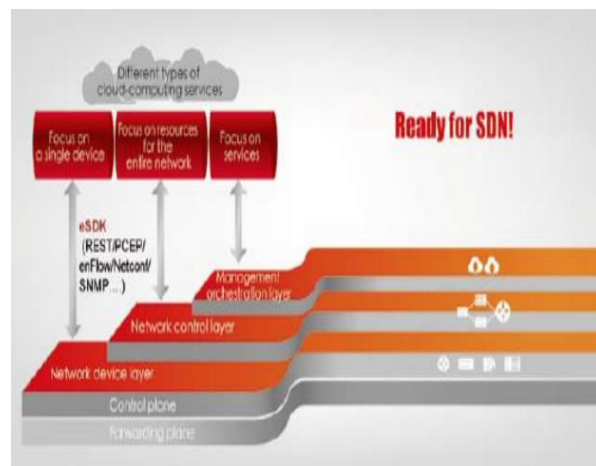 Different types of
cloud-computing services
Focus on
a single device
Focus on resources
for the
entire network
Focus on
services
Ready for SDN!
eSDK
(REST/PCEP/
enFlow/Netconf/
SNMP....)
Management
orchestration layer
Network control layer
Network device layer
Control plane
Forwarding plane